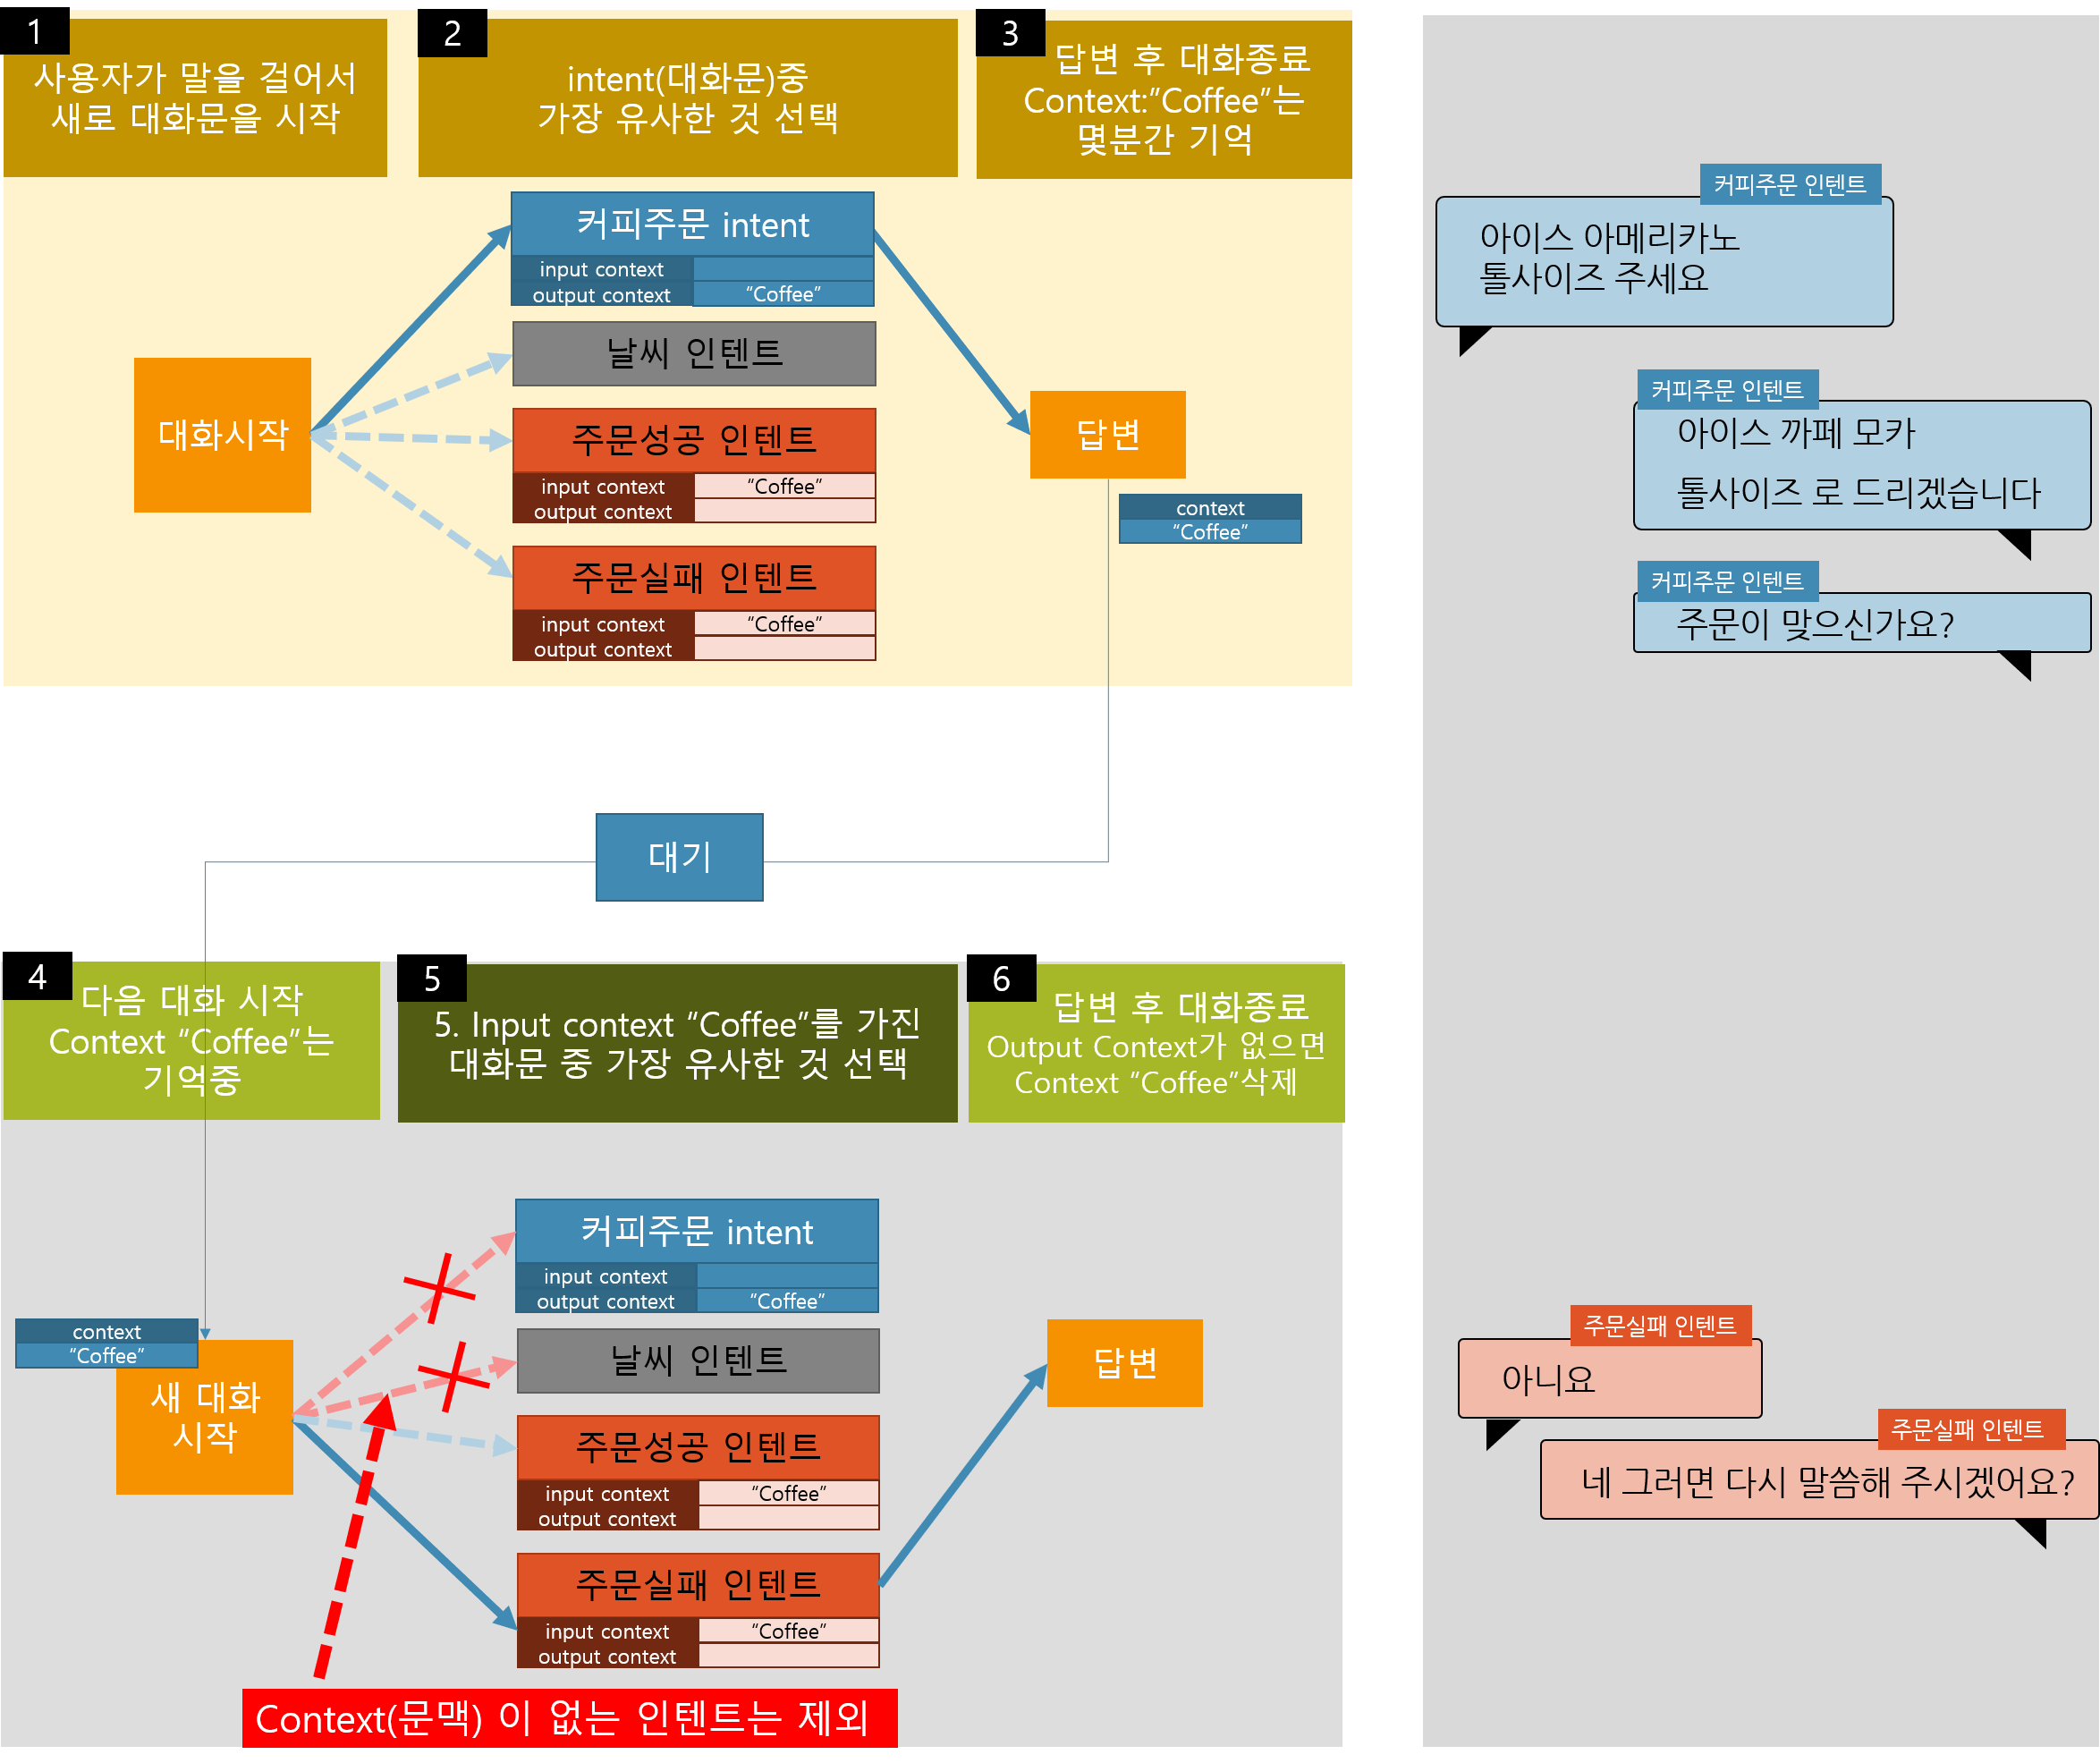 1
사용자가 말을 걸어서
새로 대화문을 시작
2
intent(대화문)중
가장 유사한 것 선택
3
답변 후 대화종료
Context:”Coffee”는
몇분간 기억
커피주문 intent
input context
output context “Coffee”
날씨 인텐트
대화시작
주문성공 인텐트
input context “Coffee”
output context
주문실패 인텐트
input context “Coffee”
output context
답변
context
“Coffee”
커피주문 인텐트
아이스 아메리카노
톨사이즈 주세요
커피주문 인텐트
아이스 까페 모카
톨사이즈 로 드리겠습니다
커피주문 인텐트
주문이 맞으신가요?
대기
4
다음 대화 시작
Context “Coffee”는
기억중
5
5. Input context “Coffee”를 가진
대화문 중 가장 유사한 것 선택
6
답변 후 대화종료
Output Context가 없으면
Context “Coffee”삭제
커피주문 intent
input context
output context “Coffee”
context
“Coffee”
새 대화
시작
날씨 인텐트
주문성공 인텐트
input context “Coffee”
output context
주문실패 인텐트
input context “Coffee”
output context
답변
Context(문맥) 이 없는 인텐트는 제외
주문실패 인텐트
아니요
주문실패 인텐트
네 그러면 다시 말씀해 주시겠어요?